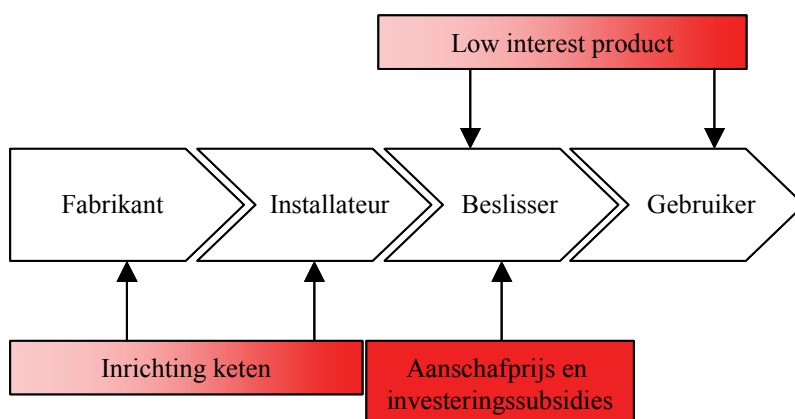 Low interest product
Fabrikant
Installateur
Beslisser
Gebruiker
Inrichting keten
Aanschafprijs en
investeringssubsidies